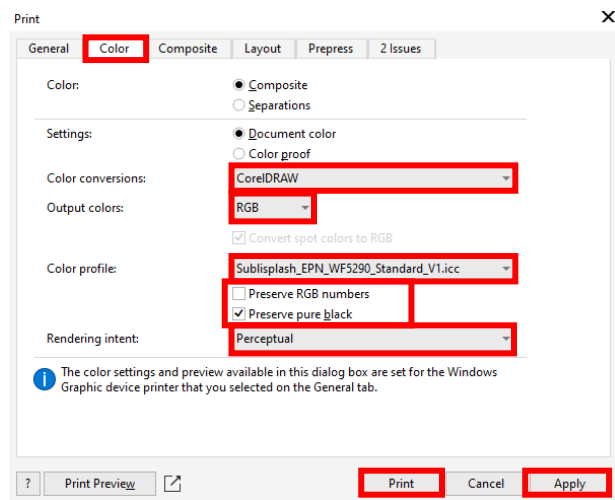 Print
General Color Composite Layout Prepress 2 Issues
Color: Composite
Separations
Settings: Document color
Color proof
Color conversions: CorelDRAW
Output colors: RGB
Convert spot colors to RGB
Color profile: Sublisplash_EPN_WF5290_Standard_V1.icc
Preserve RGB numbers
Preserve pure black
Rendering intent: Perceptual
The color settings and preview available in this dialog box are set for the Windows
Graphic device printer that you selected on the General tab.
? Print Preview Print Cancel Apply